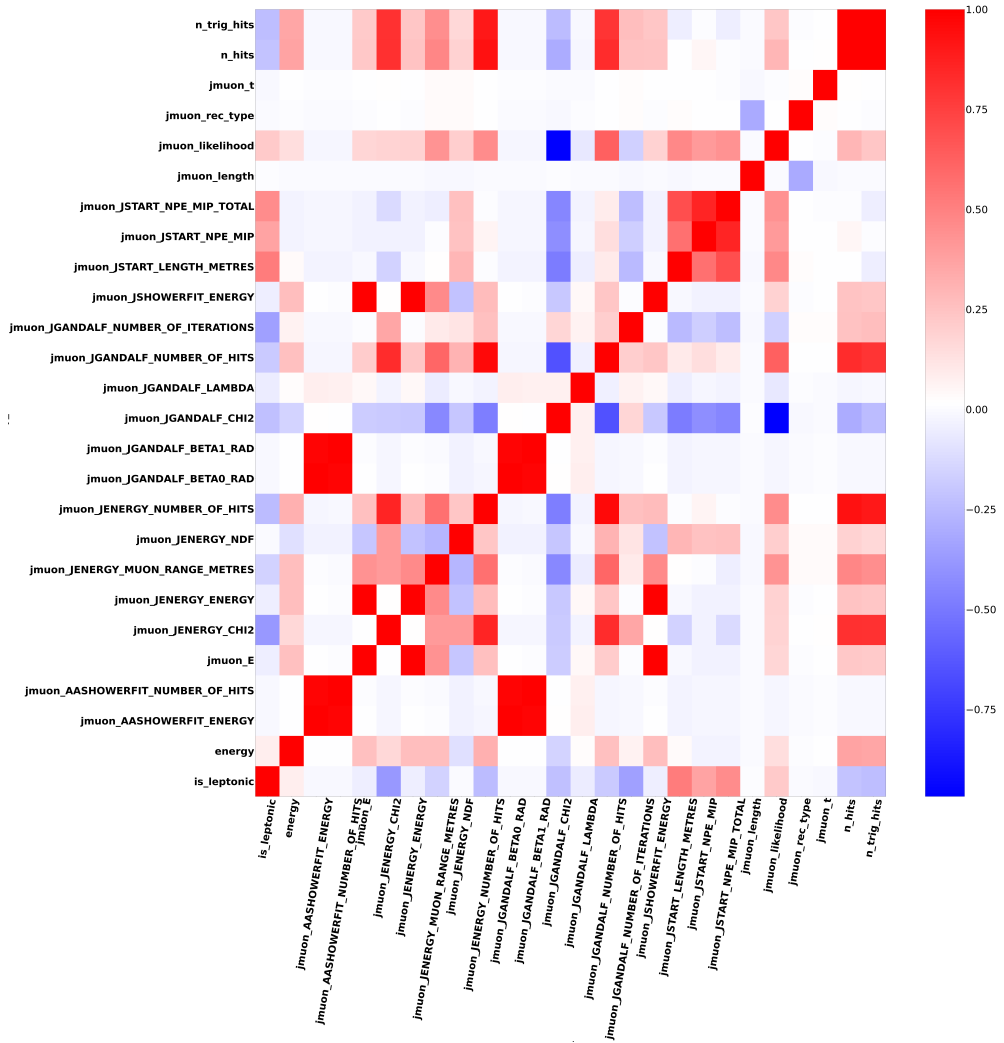 n_trig_hits
n_hits
jmuon_t
jmuon_rec_type
jmuon_likelihood
jmuon_length
jmuon_JSTART_NPE_MIP_TOTAL
jmuon_JSTART_NPE_MIP
jmuon_JSTART_LENGTH_METRES
jmuon_JSHOWERFIT_ENERGY
jmuon_JGANDALF_NUMBER_OF_ITERATIONS
jmuon_JGANDALF_NUMBER_OF_HITS
jmuon_JGANDALF_LAMBDA
jmuon_JGANDALF_CHI2
jmuon_JGANDALF_BETA1_RAD
jmuon_JGANDALF_BETA0_RAD
jmuon_JENERGY_NUMBER_OF_HITS
jmuon_JENERGY_NDF
jmuon_JENERGY_MUON_RANGE_METRES
jmuon_JENERGY_ENERGY
jmuon_JENERGY_CHI2
jmuon_E
jmuon_AASHOWERFIT_NUMBER_OF_HITS
jmuon_AASHOWERFIT_ENERGY
energy
is_leptonic
is_leptonic
energy
jmuon_AASHOWERFIT_ENERGY
jmuon_AASHOWERFIT_NUMBER_OF_HITS
jmuon_E
jmuon_JENERGY_CHI2
jmuon_JENERGY_ENERGY
jmuon_JENERGY_MUON_RANGE_METRES
jmuon_JENERGY_NDF
jmuon_JENERGY_NUMBER_OF_HITS
jmuon_JGANDALF_BETA0_RAD
jmuon_JGANDALF_BETA1_RAD
jmuon_JGANDALF_CHI2
jmuon_JGANDALF_LAMBDA
jmuon_JGANDALF_NUMBER_OF_HITS
jmuon_JGANDALF_NUMBER_OF_ITERATIONS
jmuon_JSHOWERFIT_ENERGY
jmuon_JSTART_LENGTH_METRES
jmuon_JSTART_NPE_MIP
jmuon_JSTART_NPE_MIP_TOTAL
jmuon_length
jmuon_likelihood
jmuon_rec_type
jmuon_t
n_hits
n_trig_hits
1.00
0.75
0.50
0.25
0.00
−0.25
−0.50
−0.75